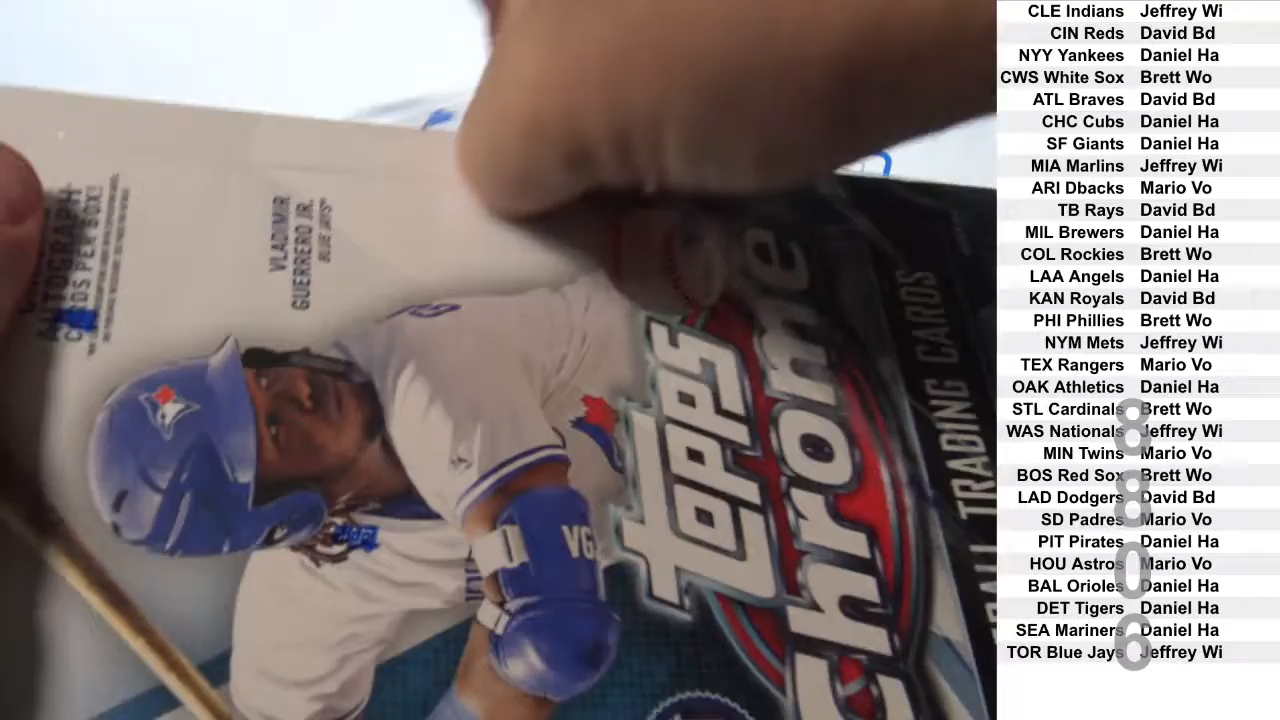 AUTOGRAPH
CARDS PER BOX!
VLADIMIR
GUERRERO JR.
BLUE JAYS
VG
topps
chrome
TRADING CARDS
CLE Indians Jeffrey Wi
CIN Reds David Bd
NYY Yankees Daniel Ha
CWS White Sox Brett Wo
ATL Braves David Bd
CHC Cubs Daniel Ha
SF Giants Daniel Ha
MIA Marlins Jeffrey Wi
ARI Dbacks Mario Vo
TB Rays David Bd
MIL Brewers Daniel Ha
COL Rockies Brett Wo
LAA Angels Daniel Ha
KAN Royals David Bd
PHI Phillies Brett Wo
NYM Mets Jeffrey Wi
TEX Rangers Mario Vo
OAK Athletics Daniel Ha
STL Cardinals Brett Wo
WAS Nationals Jeffrey Wi
MIN Twins Mario Vo
BOS Red Sox Brett Wo
LAD Dodgers David Bd
SD Padres Mario Vo
PIT Pirates Daniel Ha
HOU Astros Mario Vo
BAL Orioles Daniel Ha
DET Tigers Daniel Ha
SEA Mariners Daniel Ha
TOR Blue Jays Jeffrey Wi